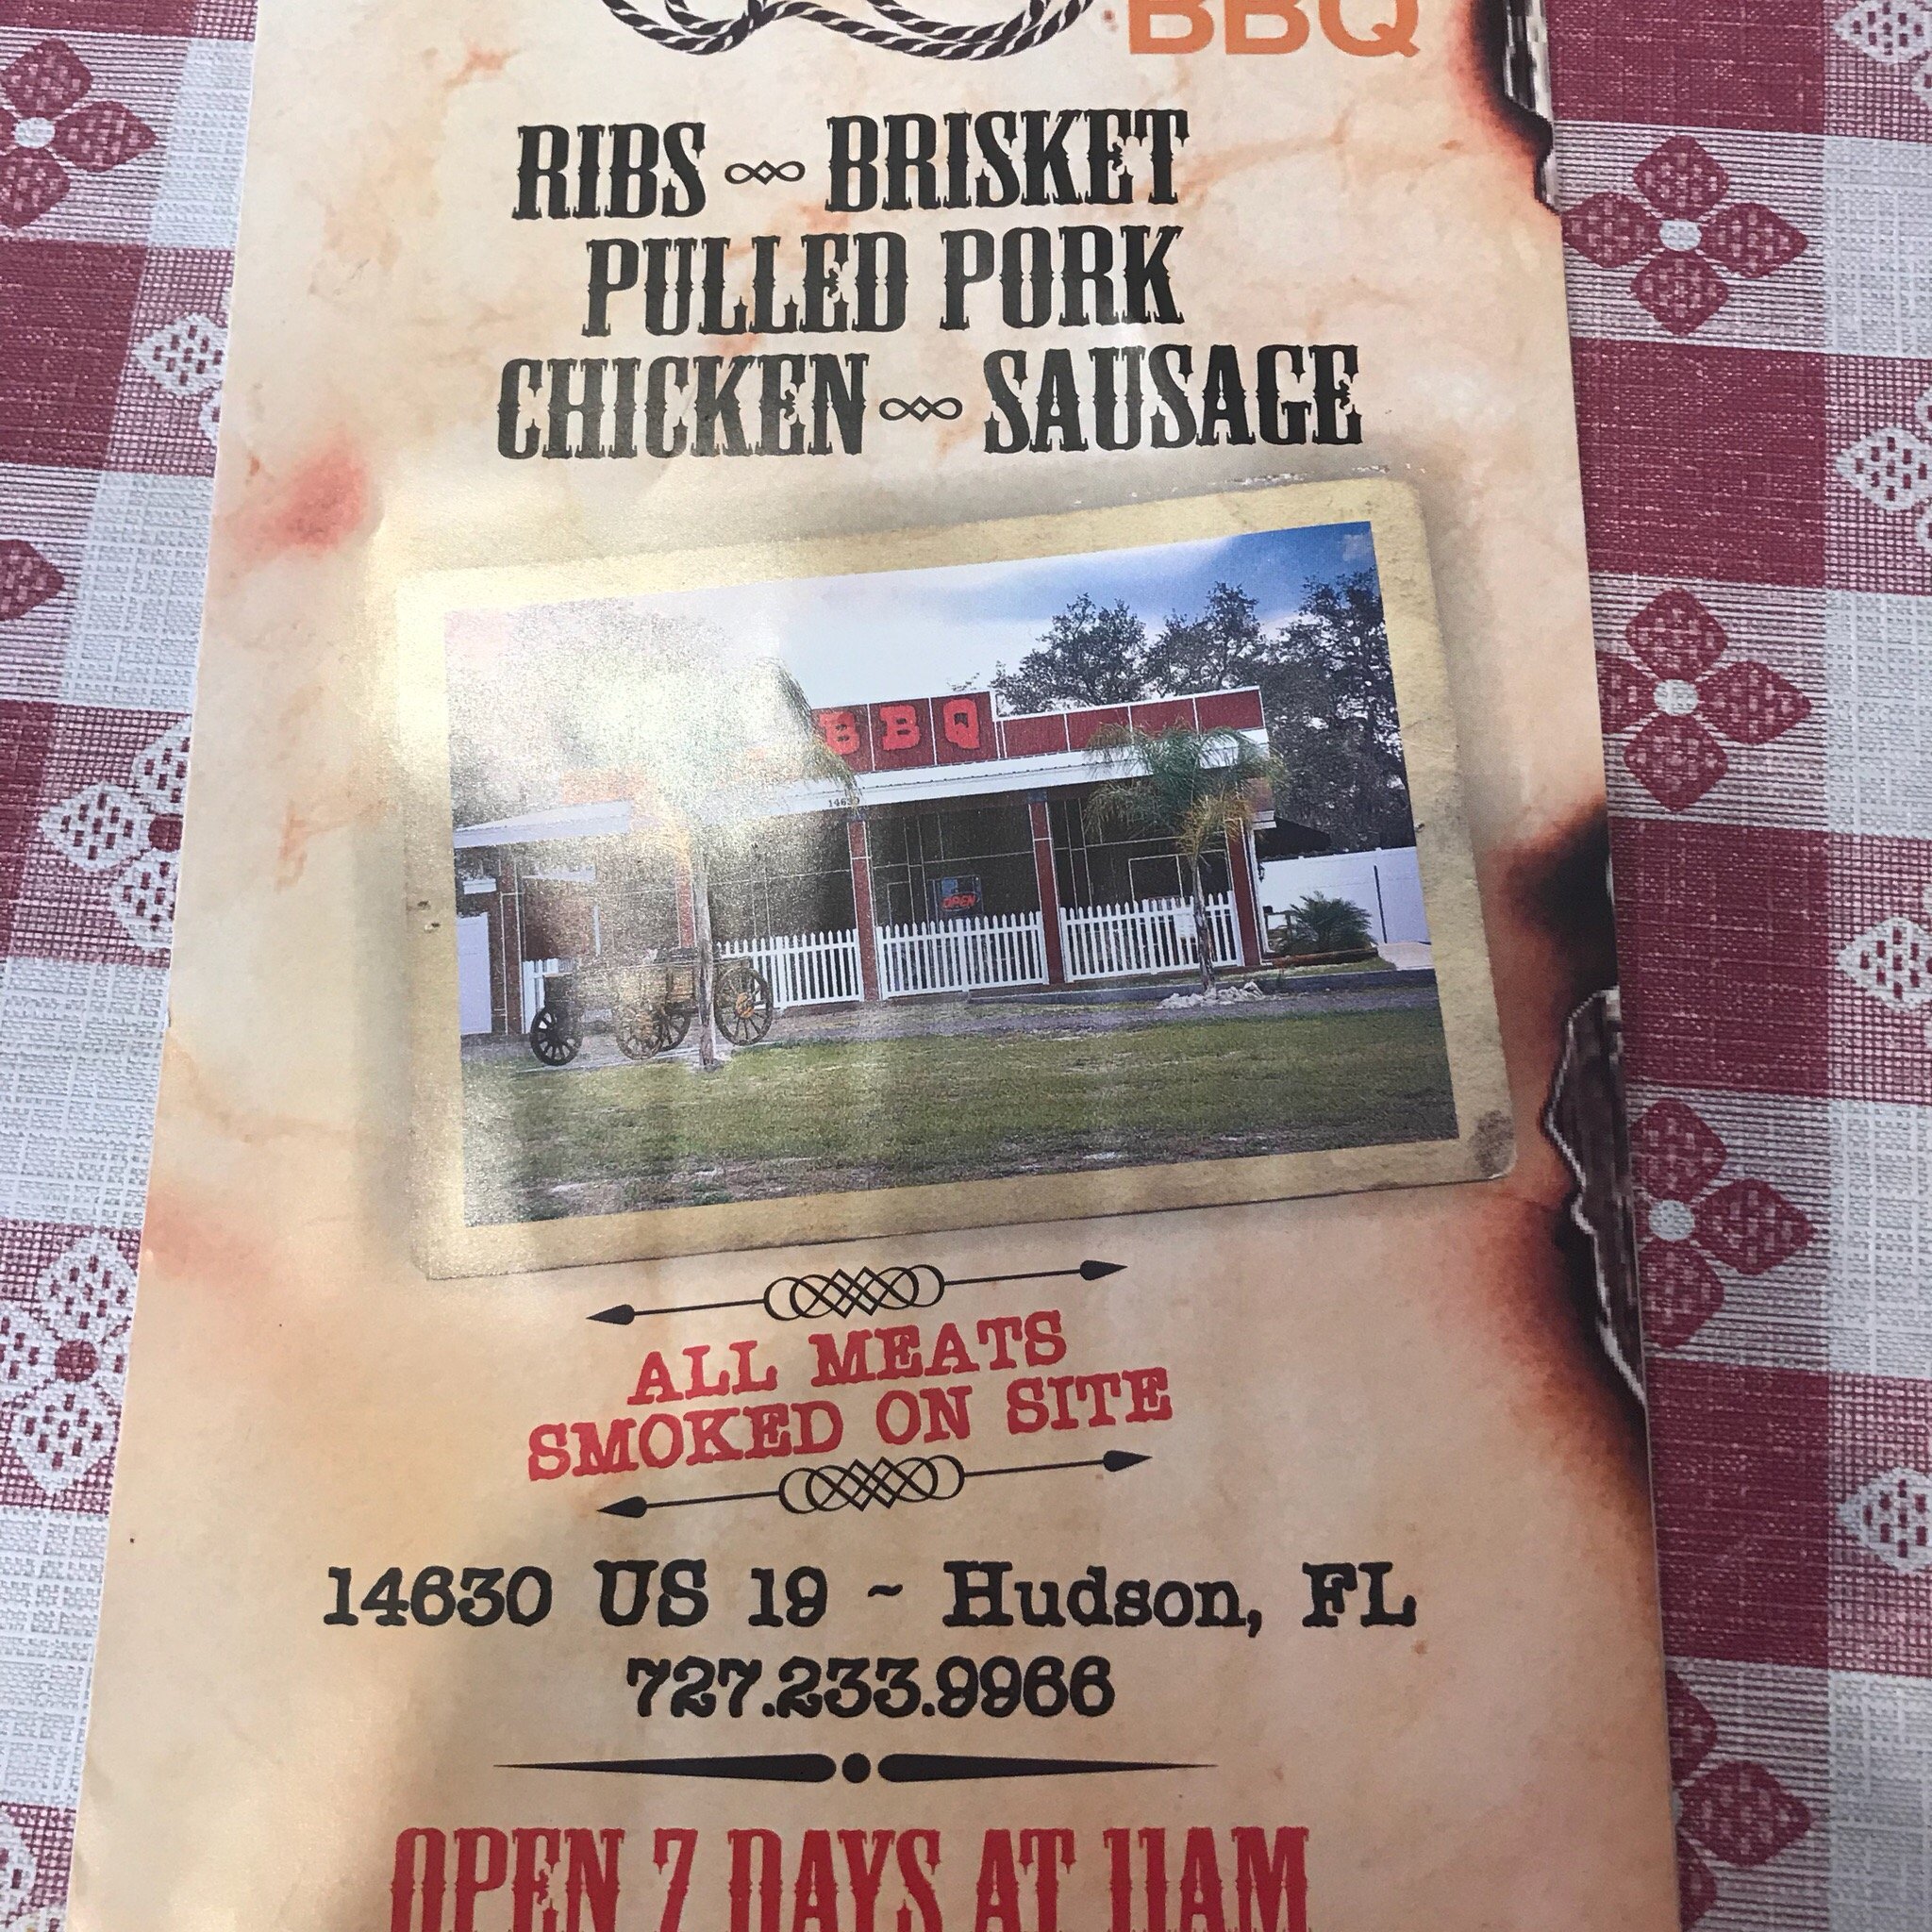 BBQ
RIBS BRISKET
PULLED PORK
CHICKEN SAUSAGE
BBQ
OPEN
ALL MEATS
SMOKED ON SITE
14630 US 19 ~ Hudson, FL
727.233.9966
OPEN 7 DAYS AT 11AM